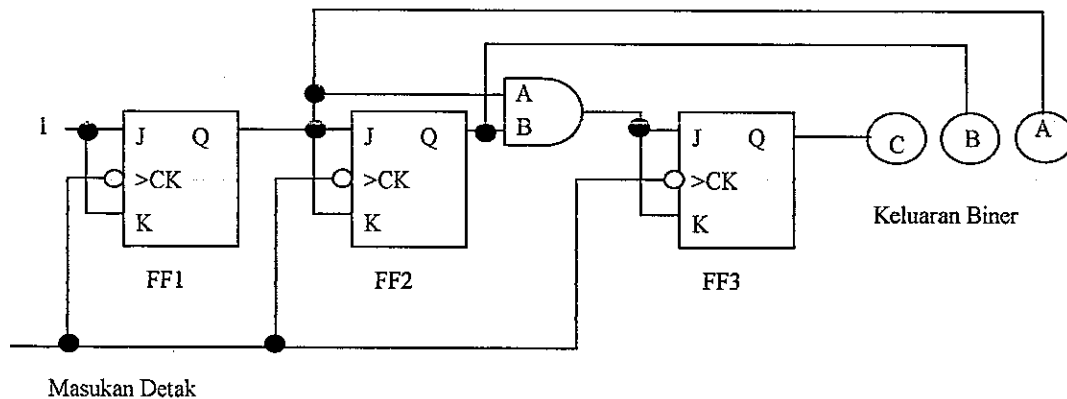 A
1
J Q
>CK
K
FF1
J Q
>CK
K
FF2
A
B
J Q
>CK
K
FF3
C
B
A
Keluaran Biner
Masukan Detak